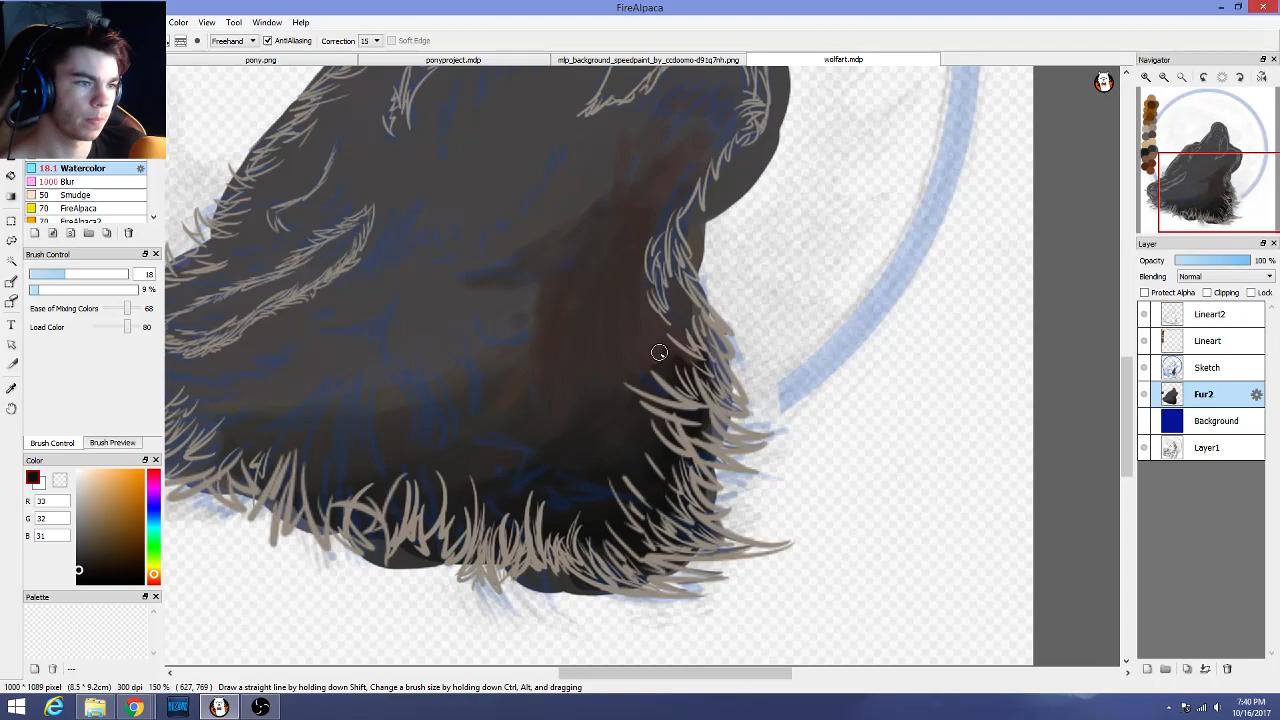 FireAlpaca
Color View Tool Window Help
Freehand AntiAliasing Correction 15 Soft Edge
pony.png ponyproject.mdp mlp_background_speedpaint_by_ccdoomo-d91q7nh.png wolfart.mdp
18.1 Watercolor
1000 Blur
50 Smudge
70 FireAlpaca
70 FireAlpaca2
Brush Control
18
9 %
Ease of Mixing Colors 68
Load Color 80
Brush Control Brush Preview
Color
R 33
G 32
B 31
Palette
---
Navigator
Layer
Opacity 100 %
Blending Normal
Protect Alpha Clipping Lock
Lineart2
Lineart
Sketch
Fur2
Background
Layer1
1000 * 1089 pixel (8.5 * 9.2cm) 300 dpi 150 % ( 627, 769 ) Draw a straight line by holding down Shift, Change a brush size by holding down Ctrl, Alt, and dragging
7:40 PM
10/16/2017